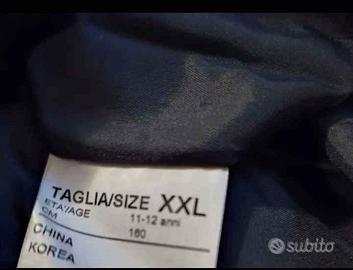 TAGLIA/SIZE XXL
ETA'/AGE 11-12 anni
CM 160
CHINA
KOREA
subito